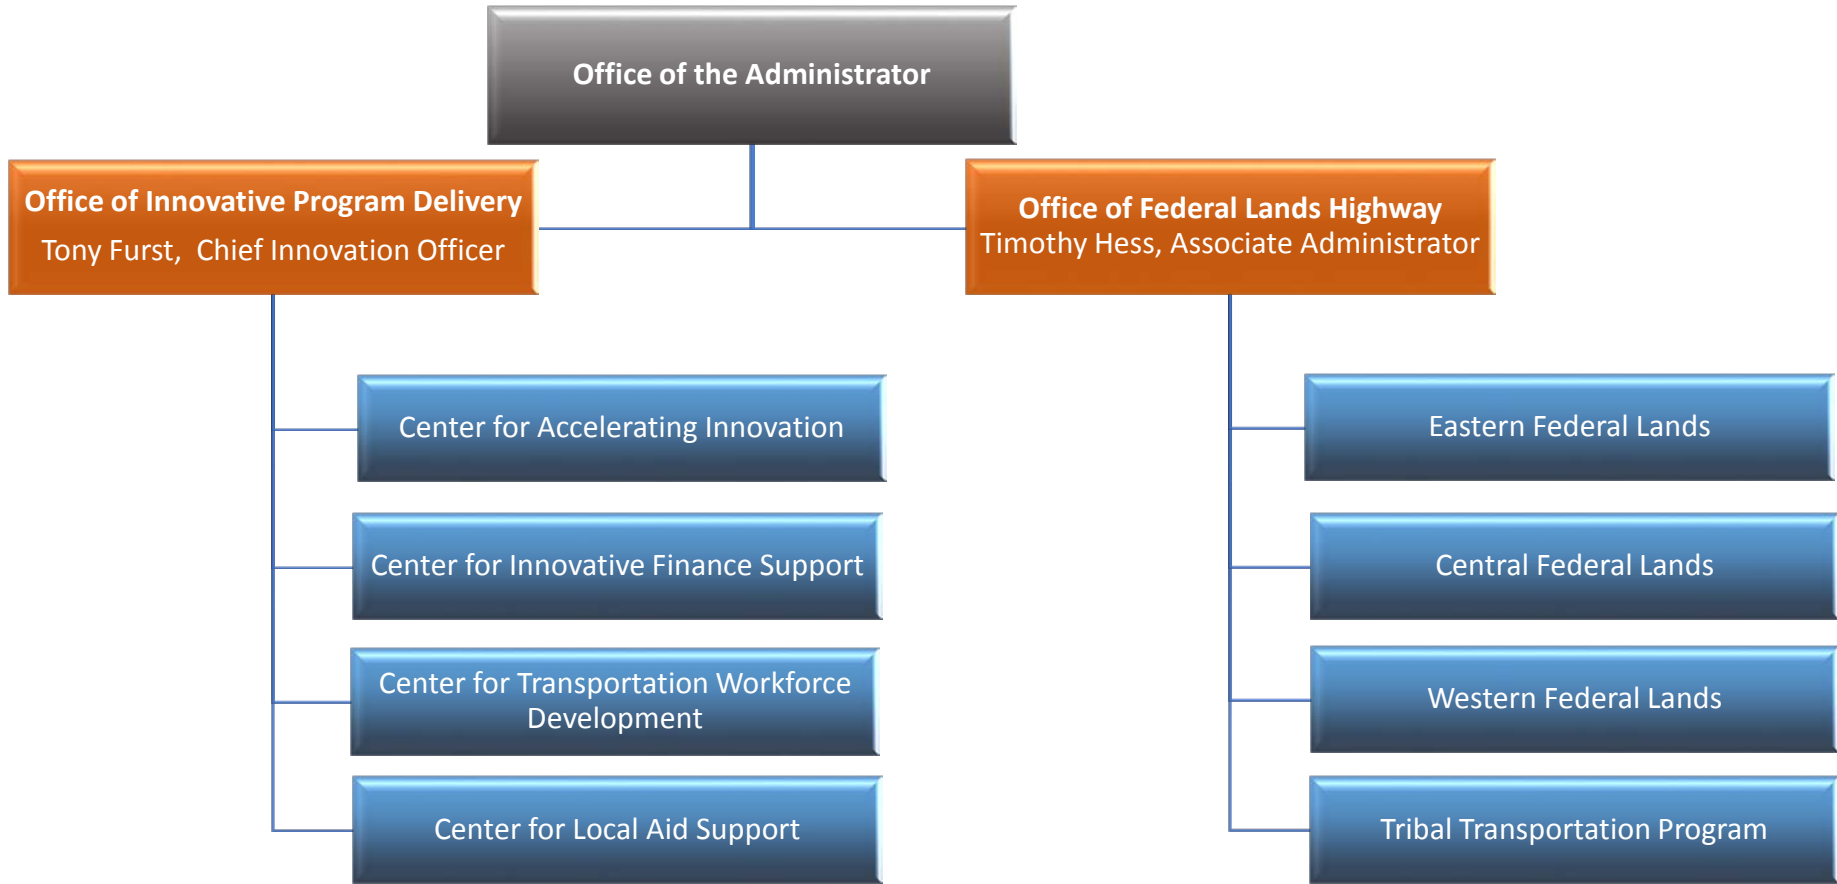 Office of the Administrator
Office of Innovative Program Delivery
Tony Furst, Chief Innovation Officer
Office of Federal Lands Highway
Timothy Hess, Associate Administrator
Center for Accelerating Innovation
Center for Innovative Finance Support
Center for Transportation Workforce
Development
Center for Local Aid Support
Eastern Federal Lands
Central Federal Lands
Western Federal Lands
Tribal Transportation Program